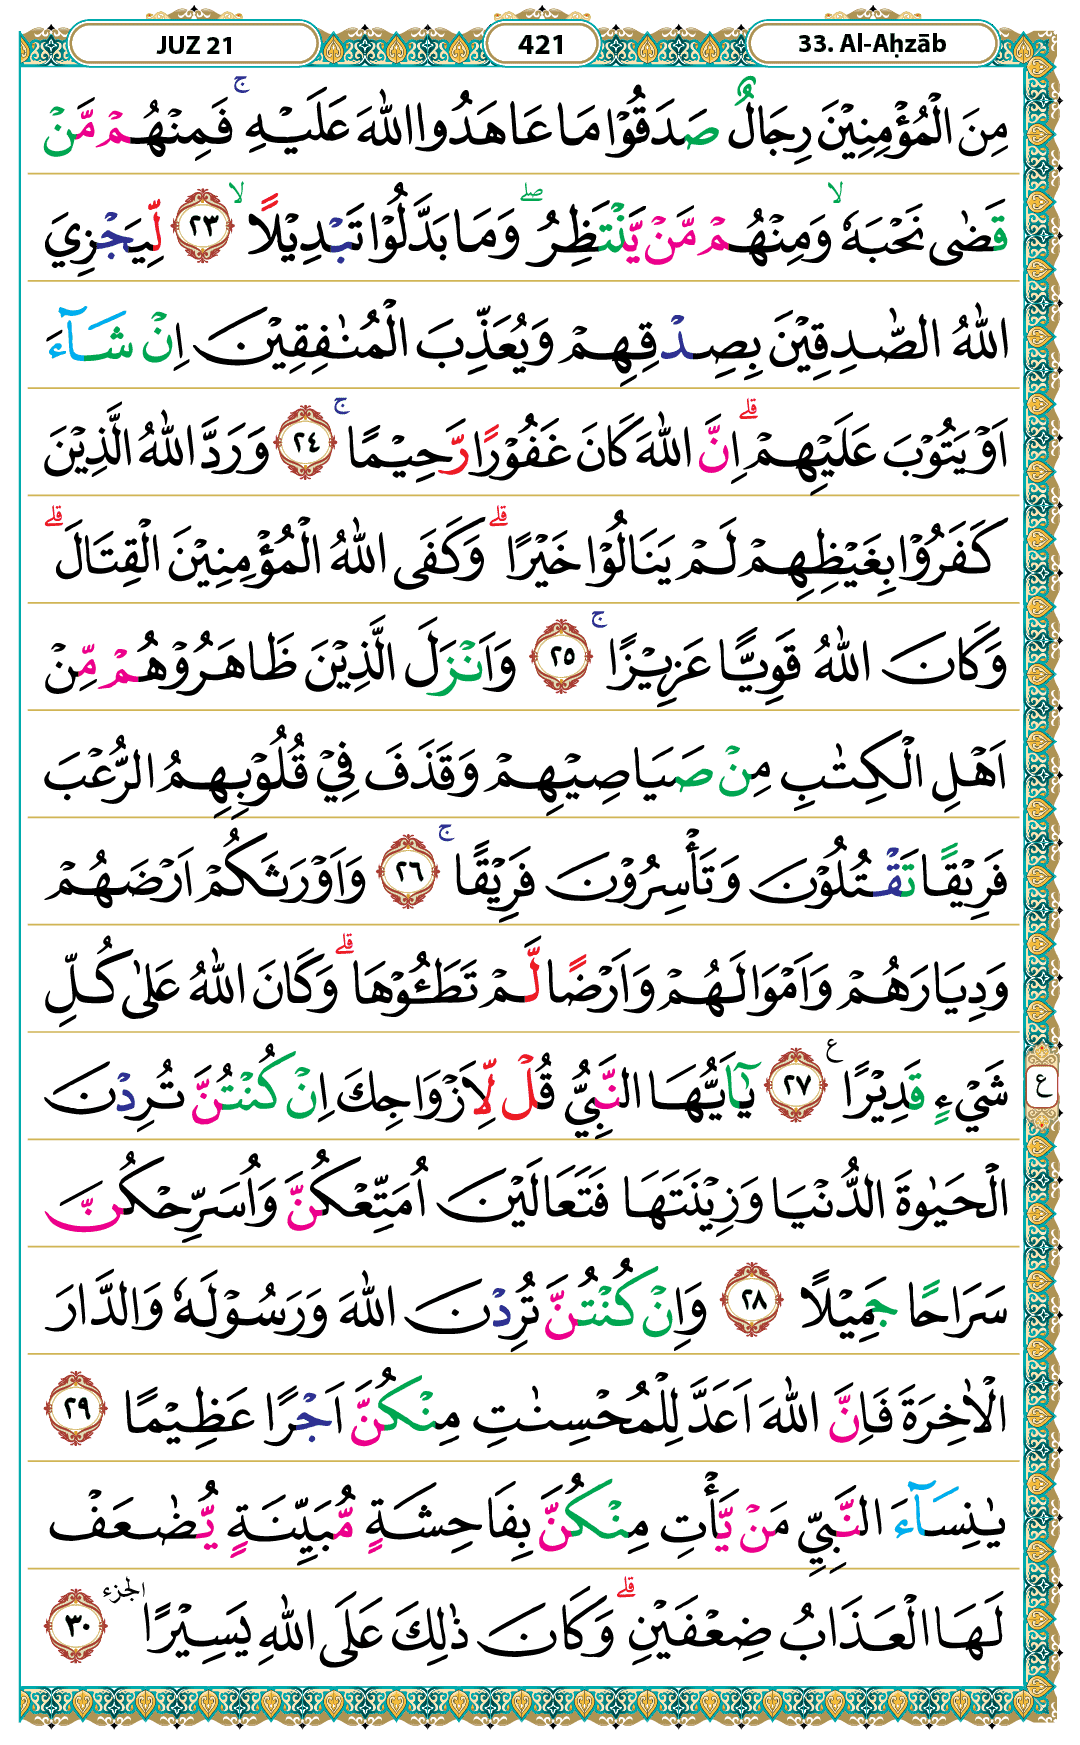 JUZ 21 421 33. Al-Aḥzāb
مِنَ الْمُؤْمِنِيْنَ رِجَالٌ صَدَقُوْا مَا عَاهَدُوا اللّٰهَ عَلَيْهِ ۚ فَمِنْهُمْ مَّنْ
قَضٰى نَحْبَهٗ ۙ وَمِنْهُمْ مَّنْ يَّنْتَظِرُ ۖ وَمَا بَدَّلُوْا تَبْدِيْلًا ۙ ٢٣ لِّيَجْزِيَ
اللّٰهُ الصّٰدِقِيْنَ بِصِدْقِهِمْ وَيُعَذِّبَ الْمُنٰفِقِيْنَ اِنْ شَاۤءَ
اَوْ يَتُوْبَ عَلَيْهِمْ ۗ اِنَّ اللّٰهَ كَانَ غَفُوْرًا رَّحِيْمًا ۚ ٢٤ وَرَدَّ اللّٰهُ الَّذِيْنَ
كَفَرُوْا بِغَيْظِهِمْ لَمْ يَنَالُوْا خَيْرًا ۗ وَكَفَى اللّٰهُ الْمُؤْمِنِيْنَ الْقِتَالَ ۗ
وَكَانَ اللّٰهُ قَوِيًّا عَزِيْزًا ۚ ٢٥ وَاَنْزَلَ الَّذِيْنَ ظَاهَرُوْهُمْ مِّنْ
اَهْلِ الْكِتٰبِ مِنْ صَيَاصِيْهِمْ وَقَذَفَ فِيْ قُلُوْبِهِمُ الرُّعْبَ
فَرِيْقًا تَقْتُلُوْنَ وَتَأْسِرُوْنَ فَرِيْقًا ۚ ٢٦ وَاَوْرَثَكُمْ اَرْضَهُمْ
وَدِيَارَهُمْ وَاَمْوَالَهُمْ وَاَرْضًا لَّمْ تَطَـُٔوْهَا ۗ وَكَانَ اللّٰهُ عَلٰى كُلِّ
شَيْءٍ قَدِيْرًا ࣖ ٢٧ يٰٓاَيُّهَا النَّبِيُّ قُلْ لِّاَزْوَاجِكَ اِنْ كُنْتُنَّ تُرِدْنَ ع
الْحَيٰوةَ الدُّنْيَا وَزِيْنَتَهَا فَتَعَالَيْنَ اُمَتِّعْكُنَّ وَاُسَرِّحْكُنَّ
سَرَاحًا جَمِيْلًا ٢٨ وَاِنْ كُنْتُنَّ تُرِدْنَ اللّٰهَ وَرَسُوْلَهٗ وَالدَّارَ
الْاٰخِرَةَ فَاِنَّ اللّٰهَ اَعَدَّ لِلْمُحْسِنٰتِ مِنْكُنَّ اَجْرًا عَظِيْمًا ٢٩
يٰنِسَاۤءَ النَّبِيِّ مَنْ يَّأْتِ مِنْكُنَّ بِفَاحِشَةٍ مُّبَيِّنَةٍ يُّضٰعَفْ
لَهَا الْعَذَابُ ضِعْفَيْنِ ۗ وَكَانَ ذٰلِكَ عَلَى اللّٰهِ يَسِيْرًا الجزء ٣٠